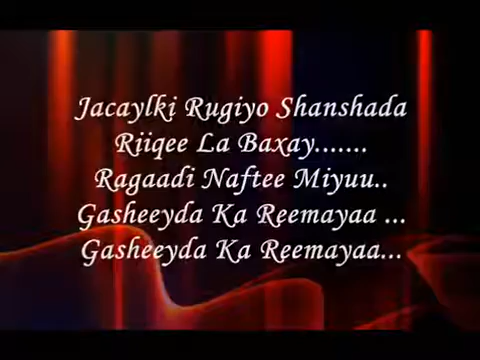 Jacaylki Rugiyo Shanshada
Riiqee La Baxay.......
Ragaadi Naftee Miyuu..
Gasheeyda Ka Reemayaa ...
Gasheeyda Ka Reemayaa...